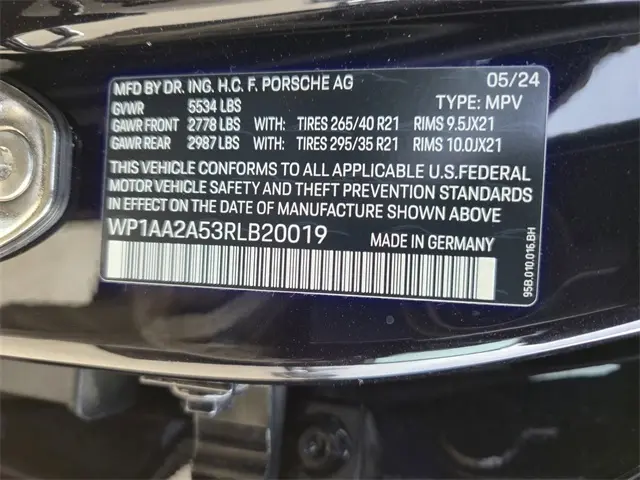 MFD BY DR. ING. H.C. F. PORSCHE AG 05/24
GVWR 5534 LBS TYPE: MPV
GAWR FRONT 2778 LBS WITH: TIRES 265/40 R21 RIMS 9.5JX21
GAWR REAR 2987 LBS WITH: TIRES 295/35 R21 RIMS 10.0JX21
THIS VEHICLE CONFORMS TO ALL APPLICABLE U.S.FEDERAL
MOTOR VEHICLE SAFETY AND THEFT PREVENTION STANDARDS
IN EFFECT ON THE DATE OF MANUFACTURE SHOWN ABOVE
WP1AA2A53RLB20019 MADE IN GERMANY
95B.010.016.BH